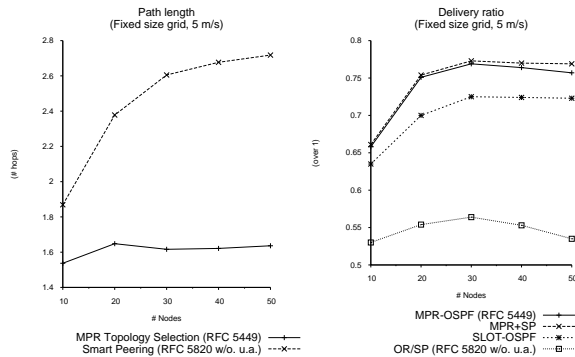 Path length
(Fixed size grid, 5 m/s)
3
2.8
2.6
2.4
2.2
2
1.8
1.6
1.4
(# hops)
10 20 30 40 50
# Nodes
MPR Topology Selection (RFC 5449)
Smart Peering (RFC 5820 w/o. u.a.)
Delivery ratio
(Fixed size grid, 5 m/s)
0.8
0.75
0.7
0.65
0.6
0.55
0.5
(over 1)
10 20 30 40 50
# Nodes
MPR-OSPF (RFC 5449)
MPR+SP
SLOT-OSPF
OR/SP (RFC 5820 w/o. u.a.)